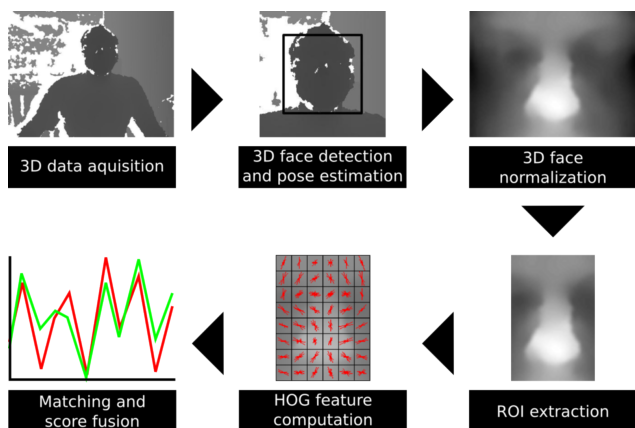 3D data aquisition
3D face detection
and pose estimation
3D face
normalization
ROI extraction
HOG feature
computation
Matching and
score fusion